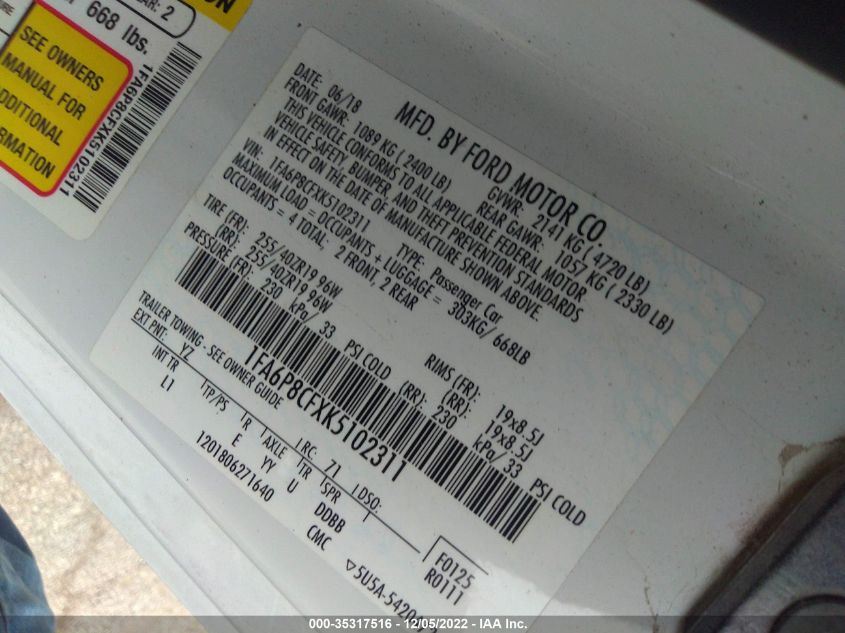 AR: 2
668 lbs.
ON
SEE OWNERS
MANUAL FOR
ADDITIONAL
RMATION
1FA6P8CFXK5102311
MFD. BY FORD MOTOR CO.
DATE: 06/18 GVWR: 2141 KG ( 4720 LB)
FRONT GAWR: 1089 KG ( 2400 LB) REAR GAWR: 1057 KG ( 2330 LB)
THIS VEHICLE CONFORMS TO ALL APPLICABLE FEDERAL MOTOR
VEHICLE SAFETY, BUMPER, AND THEFT PREVENTION STANDARDS
IN EFFECT ON THE DATE OF MANUFACTURE SHOWN ABOVE.
VIN: 1FA6P8CFXK5102311 TYPE: Passenger Car
MAXIMUM LOAD = OCCUPANTS + LUGGAGE = 303KG/ 668LB
OCCUPANTS = 4 TOTAL: 2 FRONT, 2 REAR
TIRE (FR): 255/40ZR19 96W RIMS (FR): 19x8.5J
(RR): 255/40ZR19 96W (RR): 19x8.5J
PRESSURE (FR): 230 kPa/ 33 PSI COLD (RR): 230 kPa/ 33 PSI COLD
1FA6P8CFXK5102311
TRAILER TOWING - SEE OWNER GUIDE
EXT PNT: YZ RC: 71 DSO:
INT TR TP/PS R AXLE TR SPR
L1 E YY U DDBB
F0125
R0111
1201806271640 CMC
▽5U5A-5420
000-35317516 - 12/05/2022 - IAA Inc.